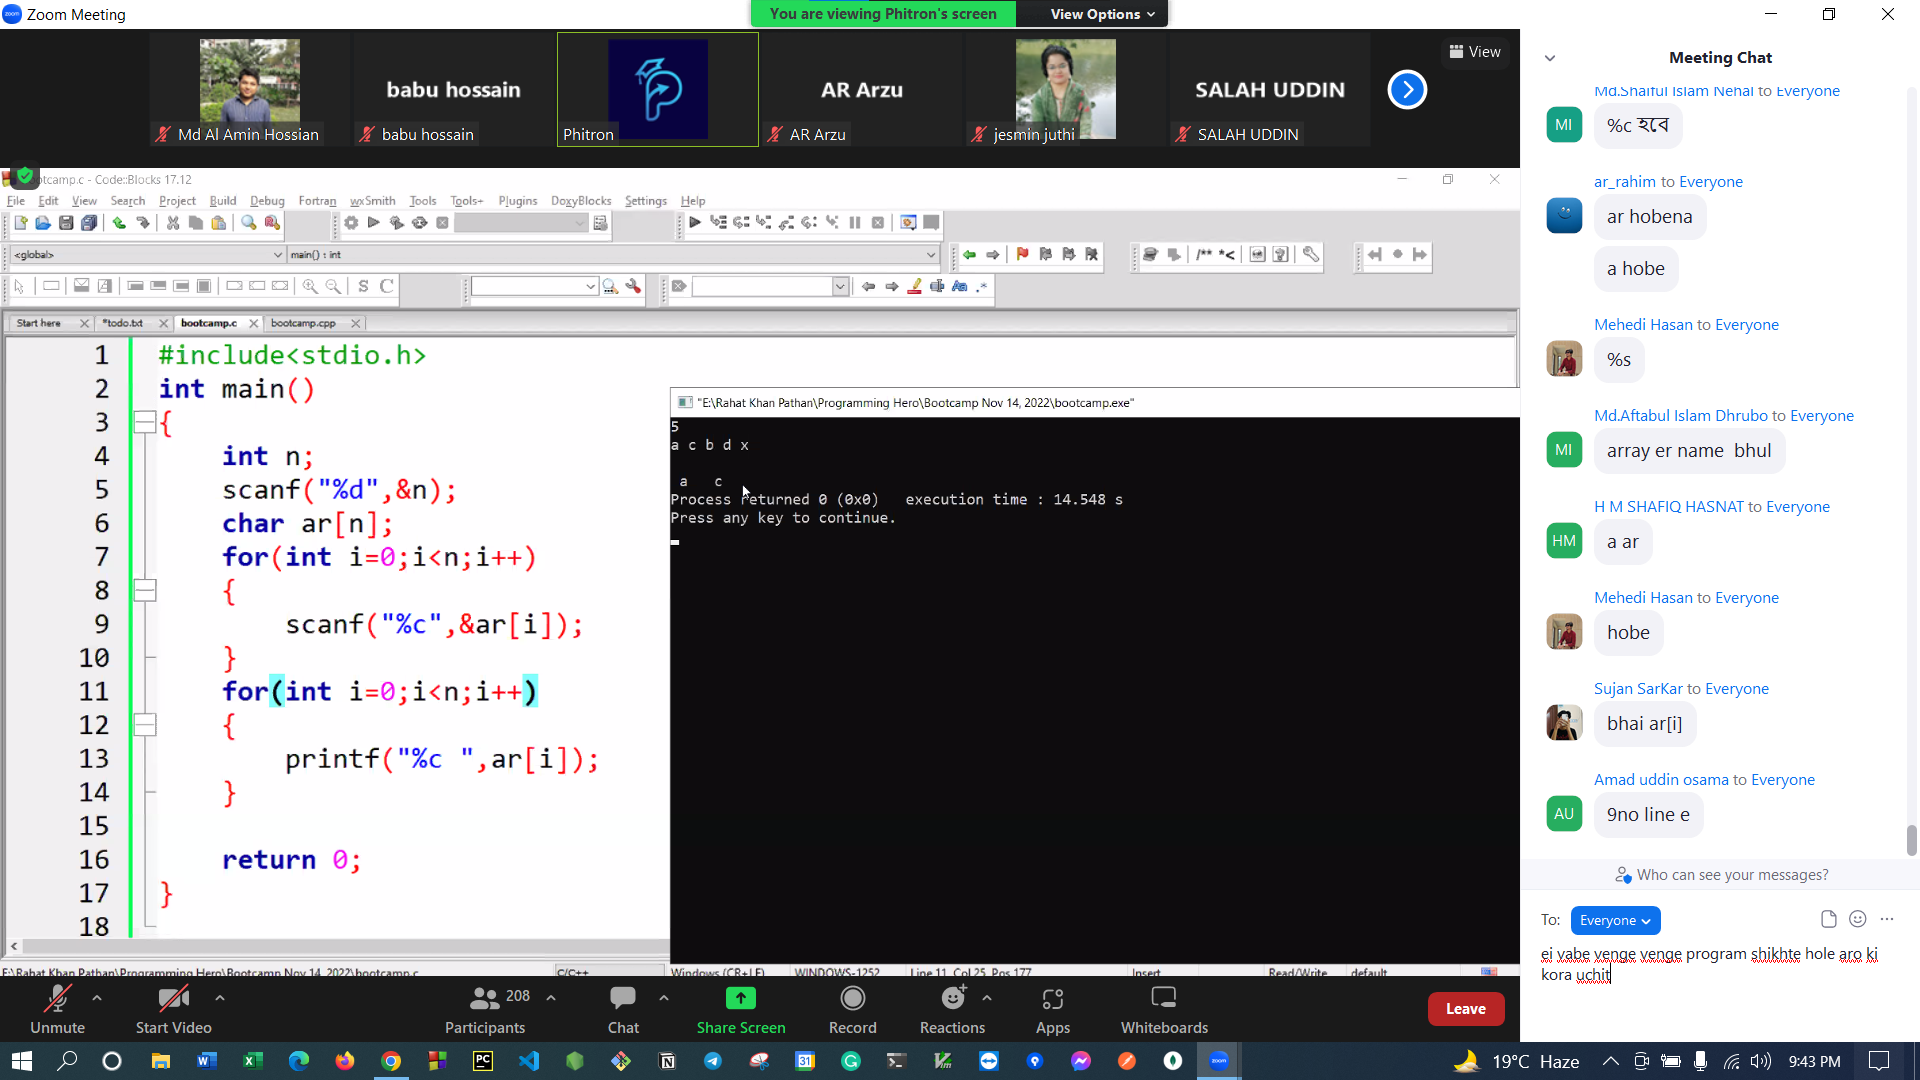 Zoom Meeting
You are viewing Phitron's screen
View Options
View
babu hossain
AR Arzu
SALAH UDDIN
Md Al Amin Hossian
babu hossain
Phitron
AR Arzu
jesmin juthi
SALAH UDDIN
otcamp.c - Code::Blocks 17.12
File Edit View Search Project Build Debug Fortran wxSmith Tools Tools+ Plugins DoxyBlocks Settings Help
<global>
main() : int
Start here
*todo.txt
bootcamp.c
bootcamp.cpp
1 #include<stdio.h>
2 int main()
3 {
4 int n;
5 scanf("%d",&n);
6 char ar[n];
7 for(int i=0;i<n;i++)
8 {
9 scanf("%c",&ar[i]);
10 }
11 for(int i=0;i<n;i++)
12 {
13 printf("%c ",ar[i]);
14 }
15
16 return 0;
17 }
18
"E:\Rahat Khan Pathan\Programming Hero\Bootcamp Nov 14, 2022\bootcamp.exe"
5
a c b d x
a c
Process returned 0 (0x0) execution time : 14.548 s
Press any key to continue.
E:\Rahat Khan Pathan\Programming Hero\Bootcamp Nov 14, 2022\bootcamp.c
C/C++
Windows (CR+LF)
WINDOWS-1252
Line 11, Col 25, Pos 177
Insert
Read/Write
default
Unmute
Start Video
208
Participants
Chat
Share Screen
Record
Reactions
Apps
Whiteboards
Leave
Meeting Chat
Md.Shaiful Islam Nehal to Everyone
MI
%c হবে
ar_rahim to Everyone
ar hobena
a hobe
Mehedi Hasan to Everyone
%s
Md.Aftabul Islam Dhrubo to Everyone
MI
array er name bhul
H M SHAFIQ HASNAT to Everyone
HM
a ar
Mehedi Hasan to Everyone
hobe
Sujan SarKar to Everyone
bhai ar[i]
Amad uddin osama to Everyone
AU
9no line e
Who can see your messages?
To: Everyone
ei vabe venge venge program shikhte hole aro ki
kora uchit
19°C Haze
9:43 PM